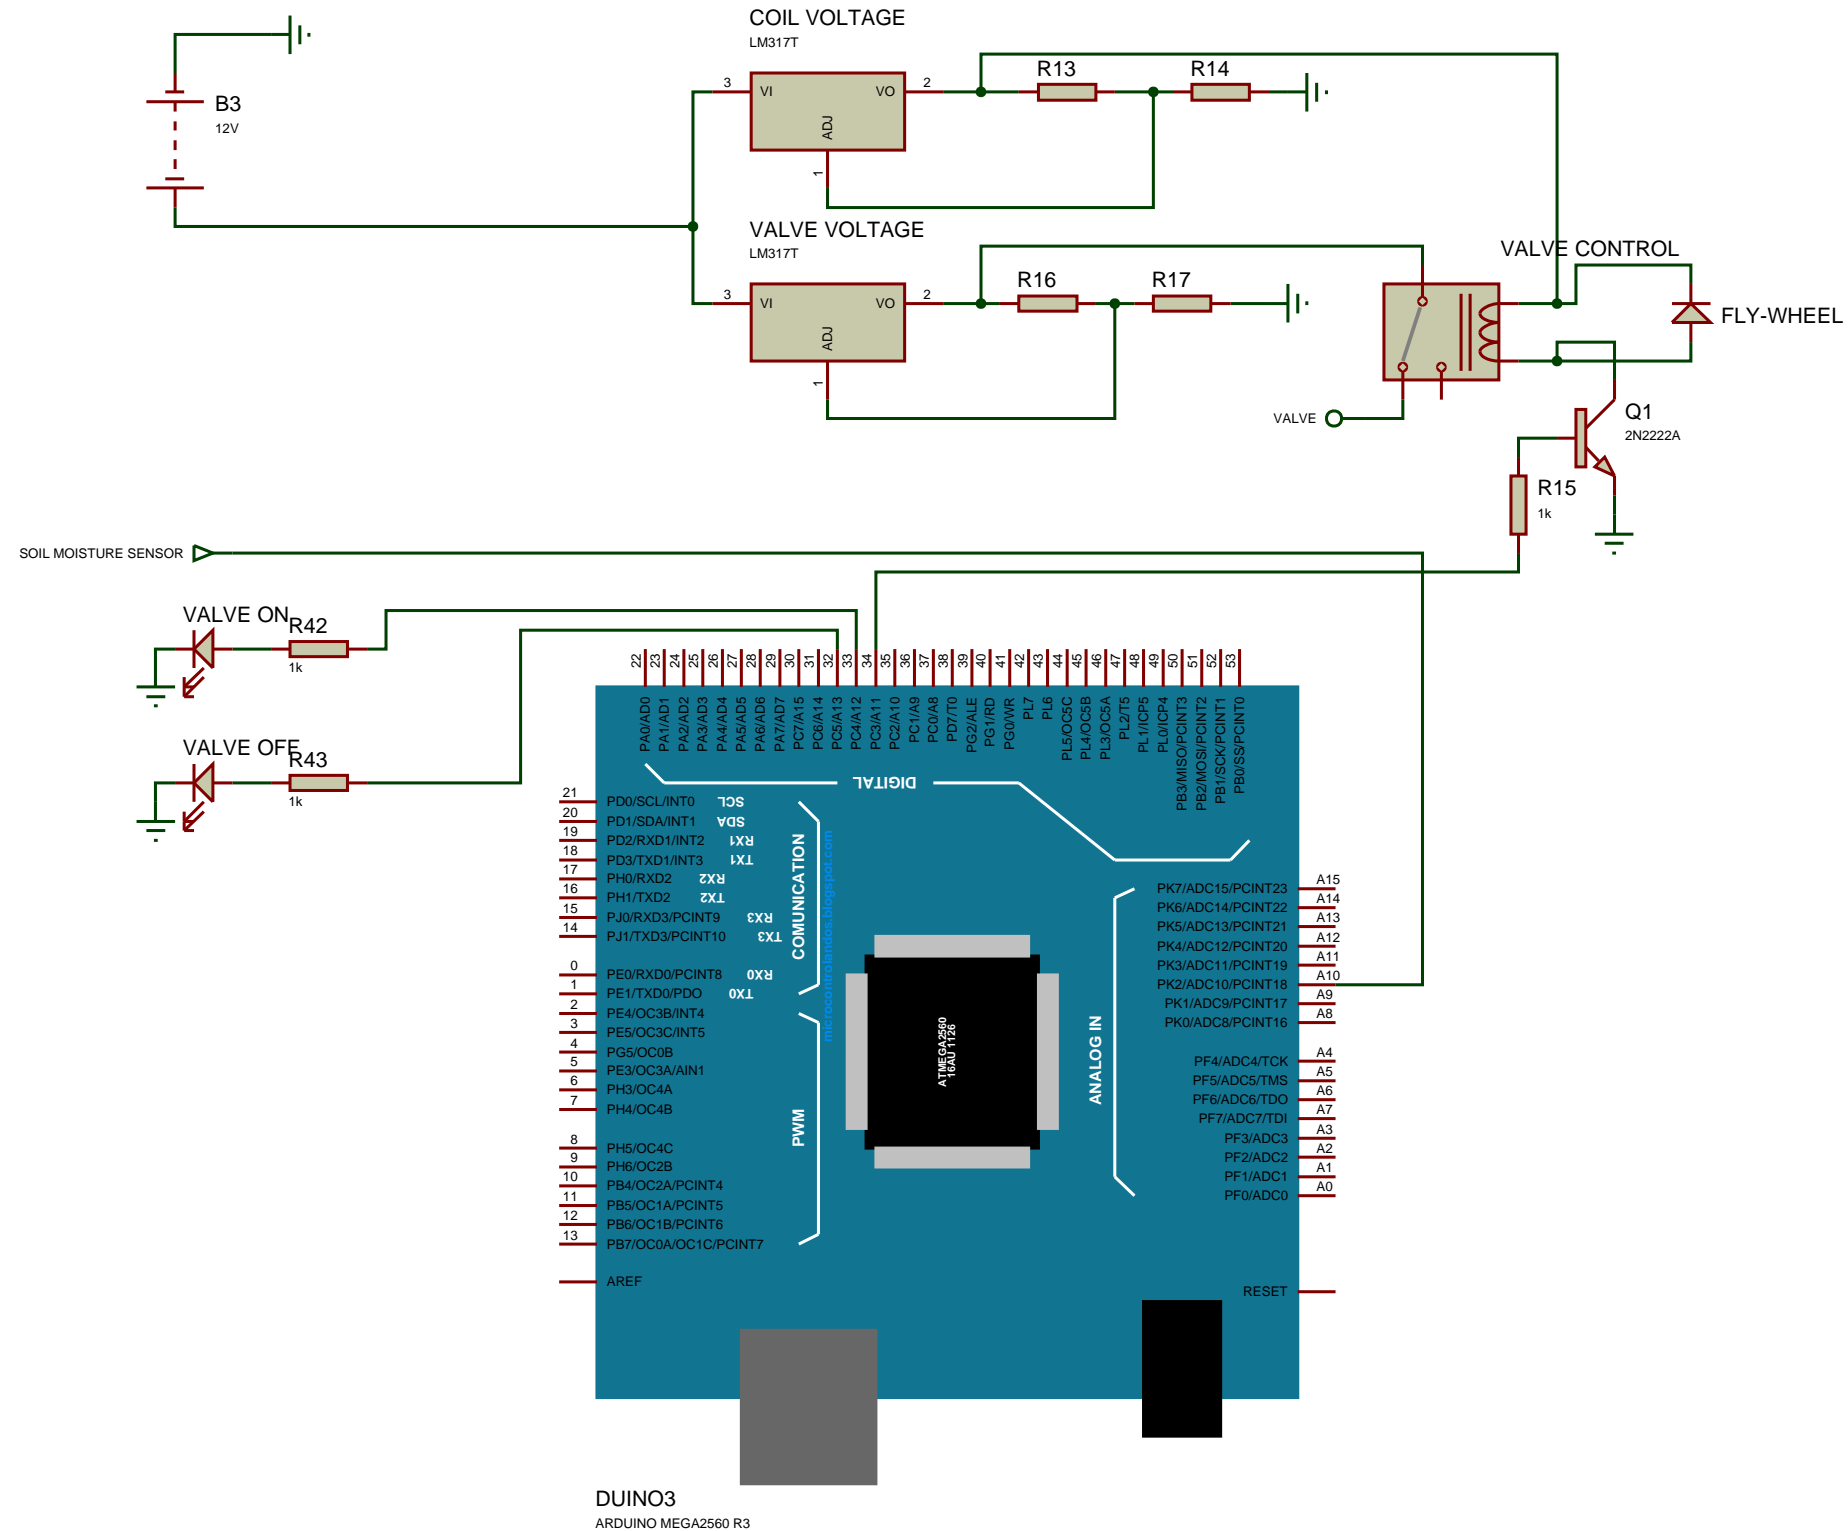 COIL VOLTAGE
LM317T
3
VI
VO
2
ADJ
1
R13
R14
B3
12V
VALVE VOLTAGE
LM317T
3
VI
VO
2
ADJ
1
R16
R17
VALVE CONTROL
FLY-WHEEL
VALVE
Q1
2N2222A
R15
1k
SOIL MOISTURE SENSOR
VALVE ON
R42
1k
VALVE OFF
R43
1k
22 23 24 25 26 27 28 29 30 31 32 33 34 35 36 37 38 39 40 41 42 43 44 45 46 47 48 49 50 51 52 53
PA0/AD0
PA1/AD1
PA2/AD2
PA3/AD3
PA4/AD4
PA5/AD5
PA6/AD6
PA7/AD7
PC7/A15
PC6/A14
PC5/A13
PC4/A12
PC3/A11
PC2/A10
PC1/A9
PC0/A8
PD7/T0
PG2/ALE
PG1/RD
PG0/WR
PL7
PL6
PL5/OC5C
PL4/OC5B
PL3/OC5A
PL2/T5
PL1/ICP5
PL0/ICP4
PB3/MISO/PCINT3
PB2/MOSI/PCINT2
PB1/SCK/PCINT1
PB0/SS/PCINT0
DIGITAL
21 PD0/SCL/INT0 SCL
20 PD1/SDA/INT1 SDA
19 PD2/RXD1/INT2 RX1
18 PD3/TXD1/INT3 TX1
17 PH0/RXD2 RX2
16 PH1/TXD2 TX2
15 PJ0/RXD3/PCINT9 RX3
14 PJ1/TXD3/PCINT10 TX3
0 PE0/RXD0/PCINT8 RX0
1 PE1/TXD0/PDO TX0
2 PE4/OC3B/INT4
3 PE5/OC3C/INT5
4 PG5/OC0B
5 PE3/OC3A/AIN1
6 PH3/OC4A
7 PH4/OC4B
8 PH5/OC4C
9 PH6/OC2B
10 PB4/OC2A/PCINT4
11 PB5/OC1A/PCINT5
12 PB6/OC1B/PCINT6
13 PB7/OC0A/OC1C/PCINT7
AREF
COMUNICATION
PWM
microcontrolandos.blogspot.com
ATMEGA2560
16AU 1126
ANALOG IN
PK7/ADC15/PCINT23 A15
PK6/ADC14/PCINT22 A14
PK5/ADC13/PCINT21 A13
PK4/ADC12/PCINT20 A12
PK3/ADC11/PCINT19 A11
PK2/ADC10/PCINT18 A10
PK1/ADC9/PCINT17 A9
PK0/ADC8/PCINT16 A8
PF4/ADC4/TCK A4
PF5/ADC5/TMS A5
PF6/ADC6/TDO A6
PF7/ADC7/TDI A7
PF3/ADC3 A3
PF2/ADC2 A2
PF1/ADC1 A1
PF0/ADC0 A0
RESET
DUINO3
ARDUINO MEGA2560 R3